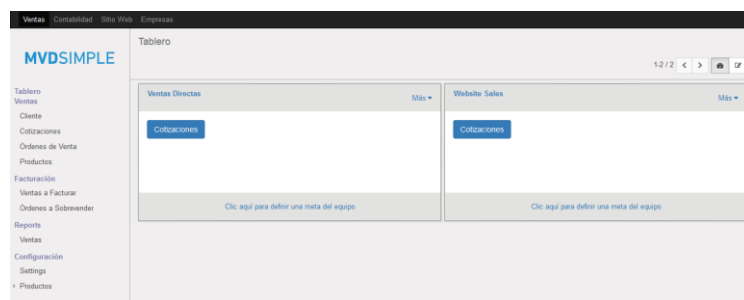 Ventas Contabilidad Sitio Web Empresas
MVDSIMPLE
Tablero
1-2 / 2
Tablero
Ventas
Cliente
Cotizaciones
Ordenes de Venta
Productos
Facturación
Ventas a Facturar
Órdenes a Sobrevender
Reports
Ventas
Configuración
Settings
Productos
Ventas Directas
Más
Cotizaciones
Clic aquí para definir una meta del equipo
Website Sales
Más
Cotizaciones
Clic aquí para definir una meta del equipo